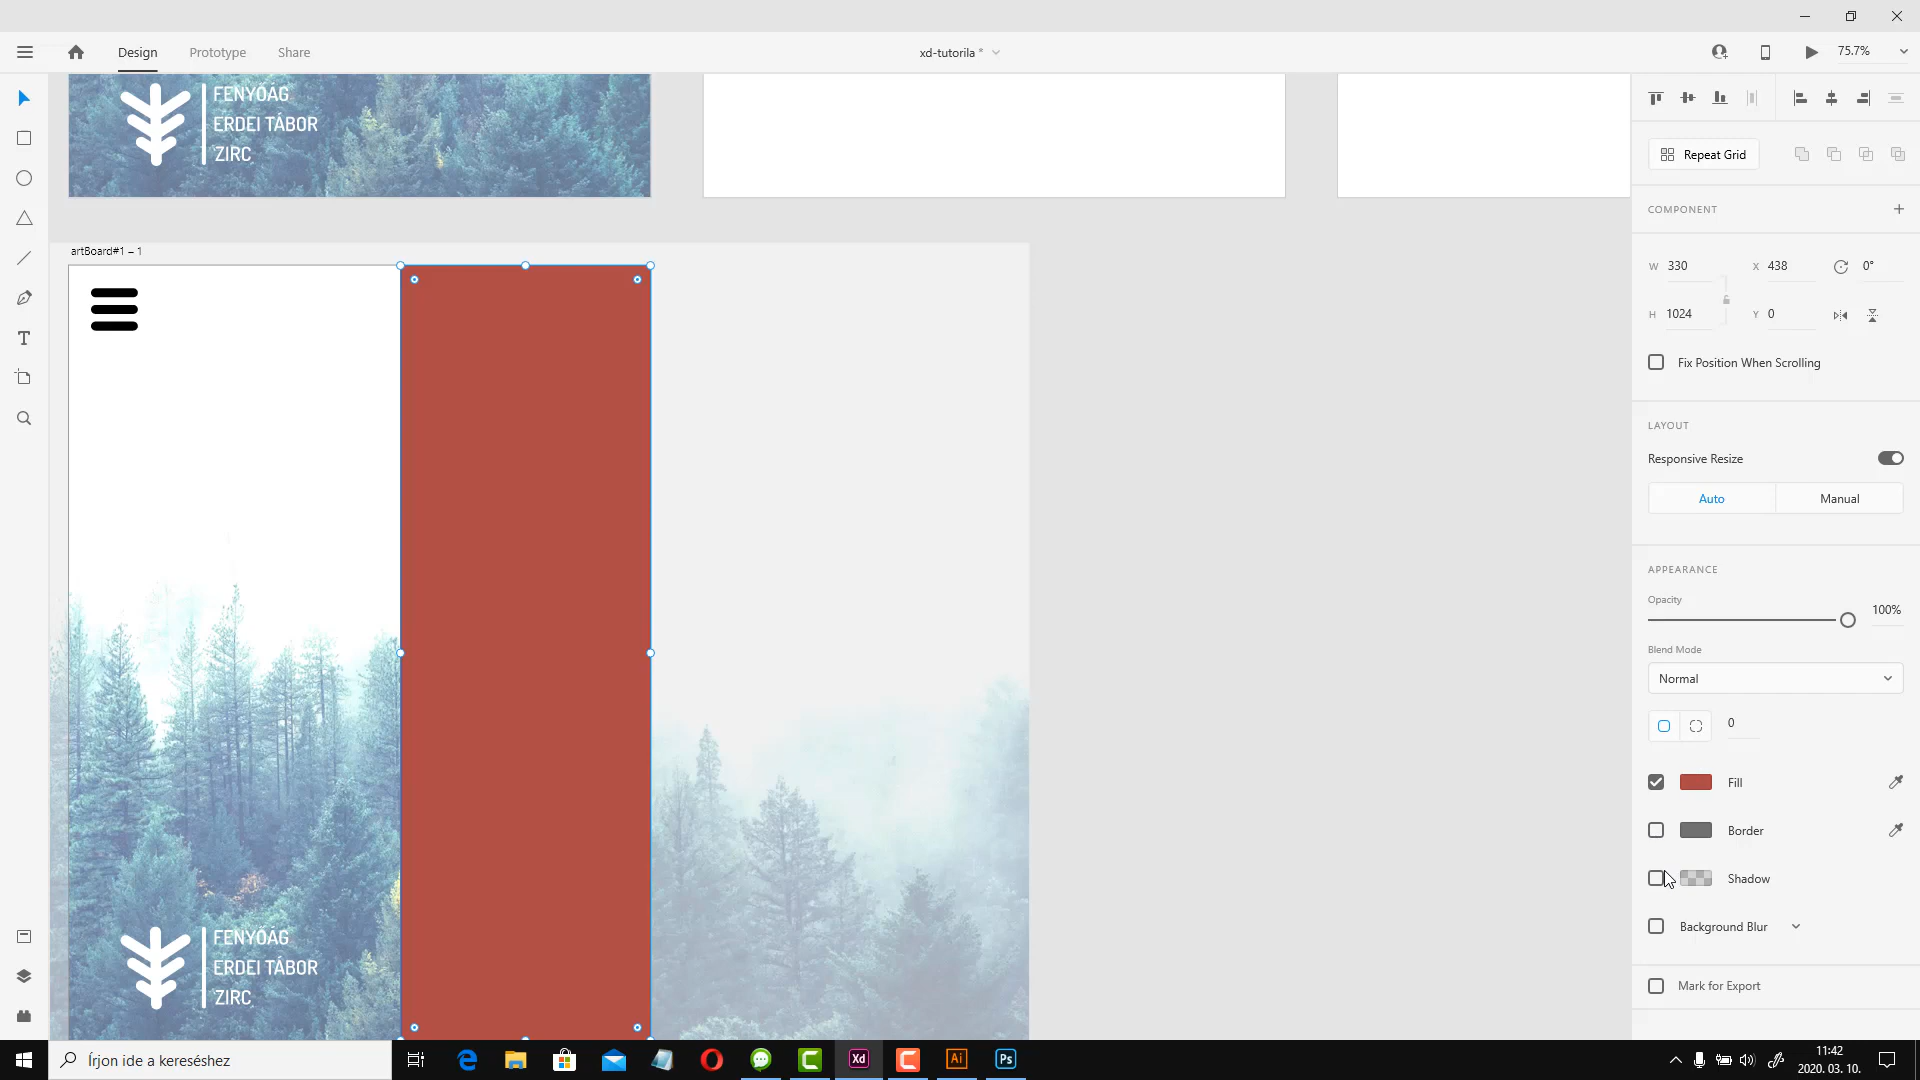 Design
Prototype
Share
xd-tutorila *
75.7%
FENYŐÁG
ERDEI TÁBOR
ZIRC
Repeat Grid
COMPONENT
artBoard#1 – 1
W 330
X 438
0°
H 1024
Y 0
Fix Position When Scrolling
LAYOUT
Responsive Resize
Auto
Manual
APPEARANCE
Opacity
100%
Blend Mode
Normal
0
Fill
Border
Shadow
Background Blur
FENYŐÁG
ERDEI TÁBOR
ZIRC
Mark for Export
Írjon ide a kereséshez
Xd
Ai
Ps
11:42
2020. 03. 10.